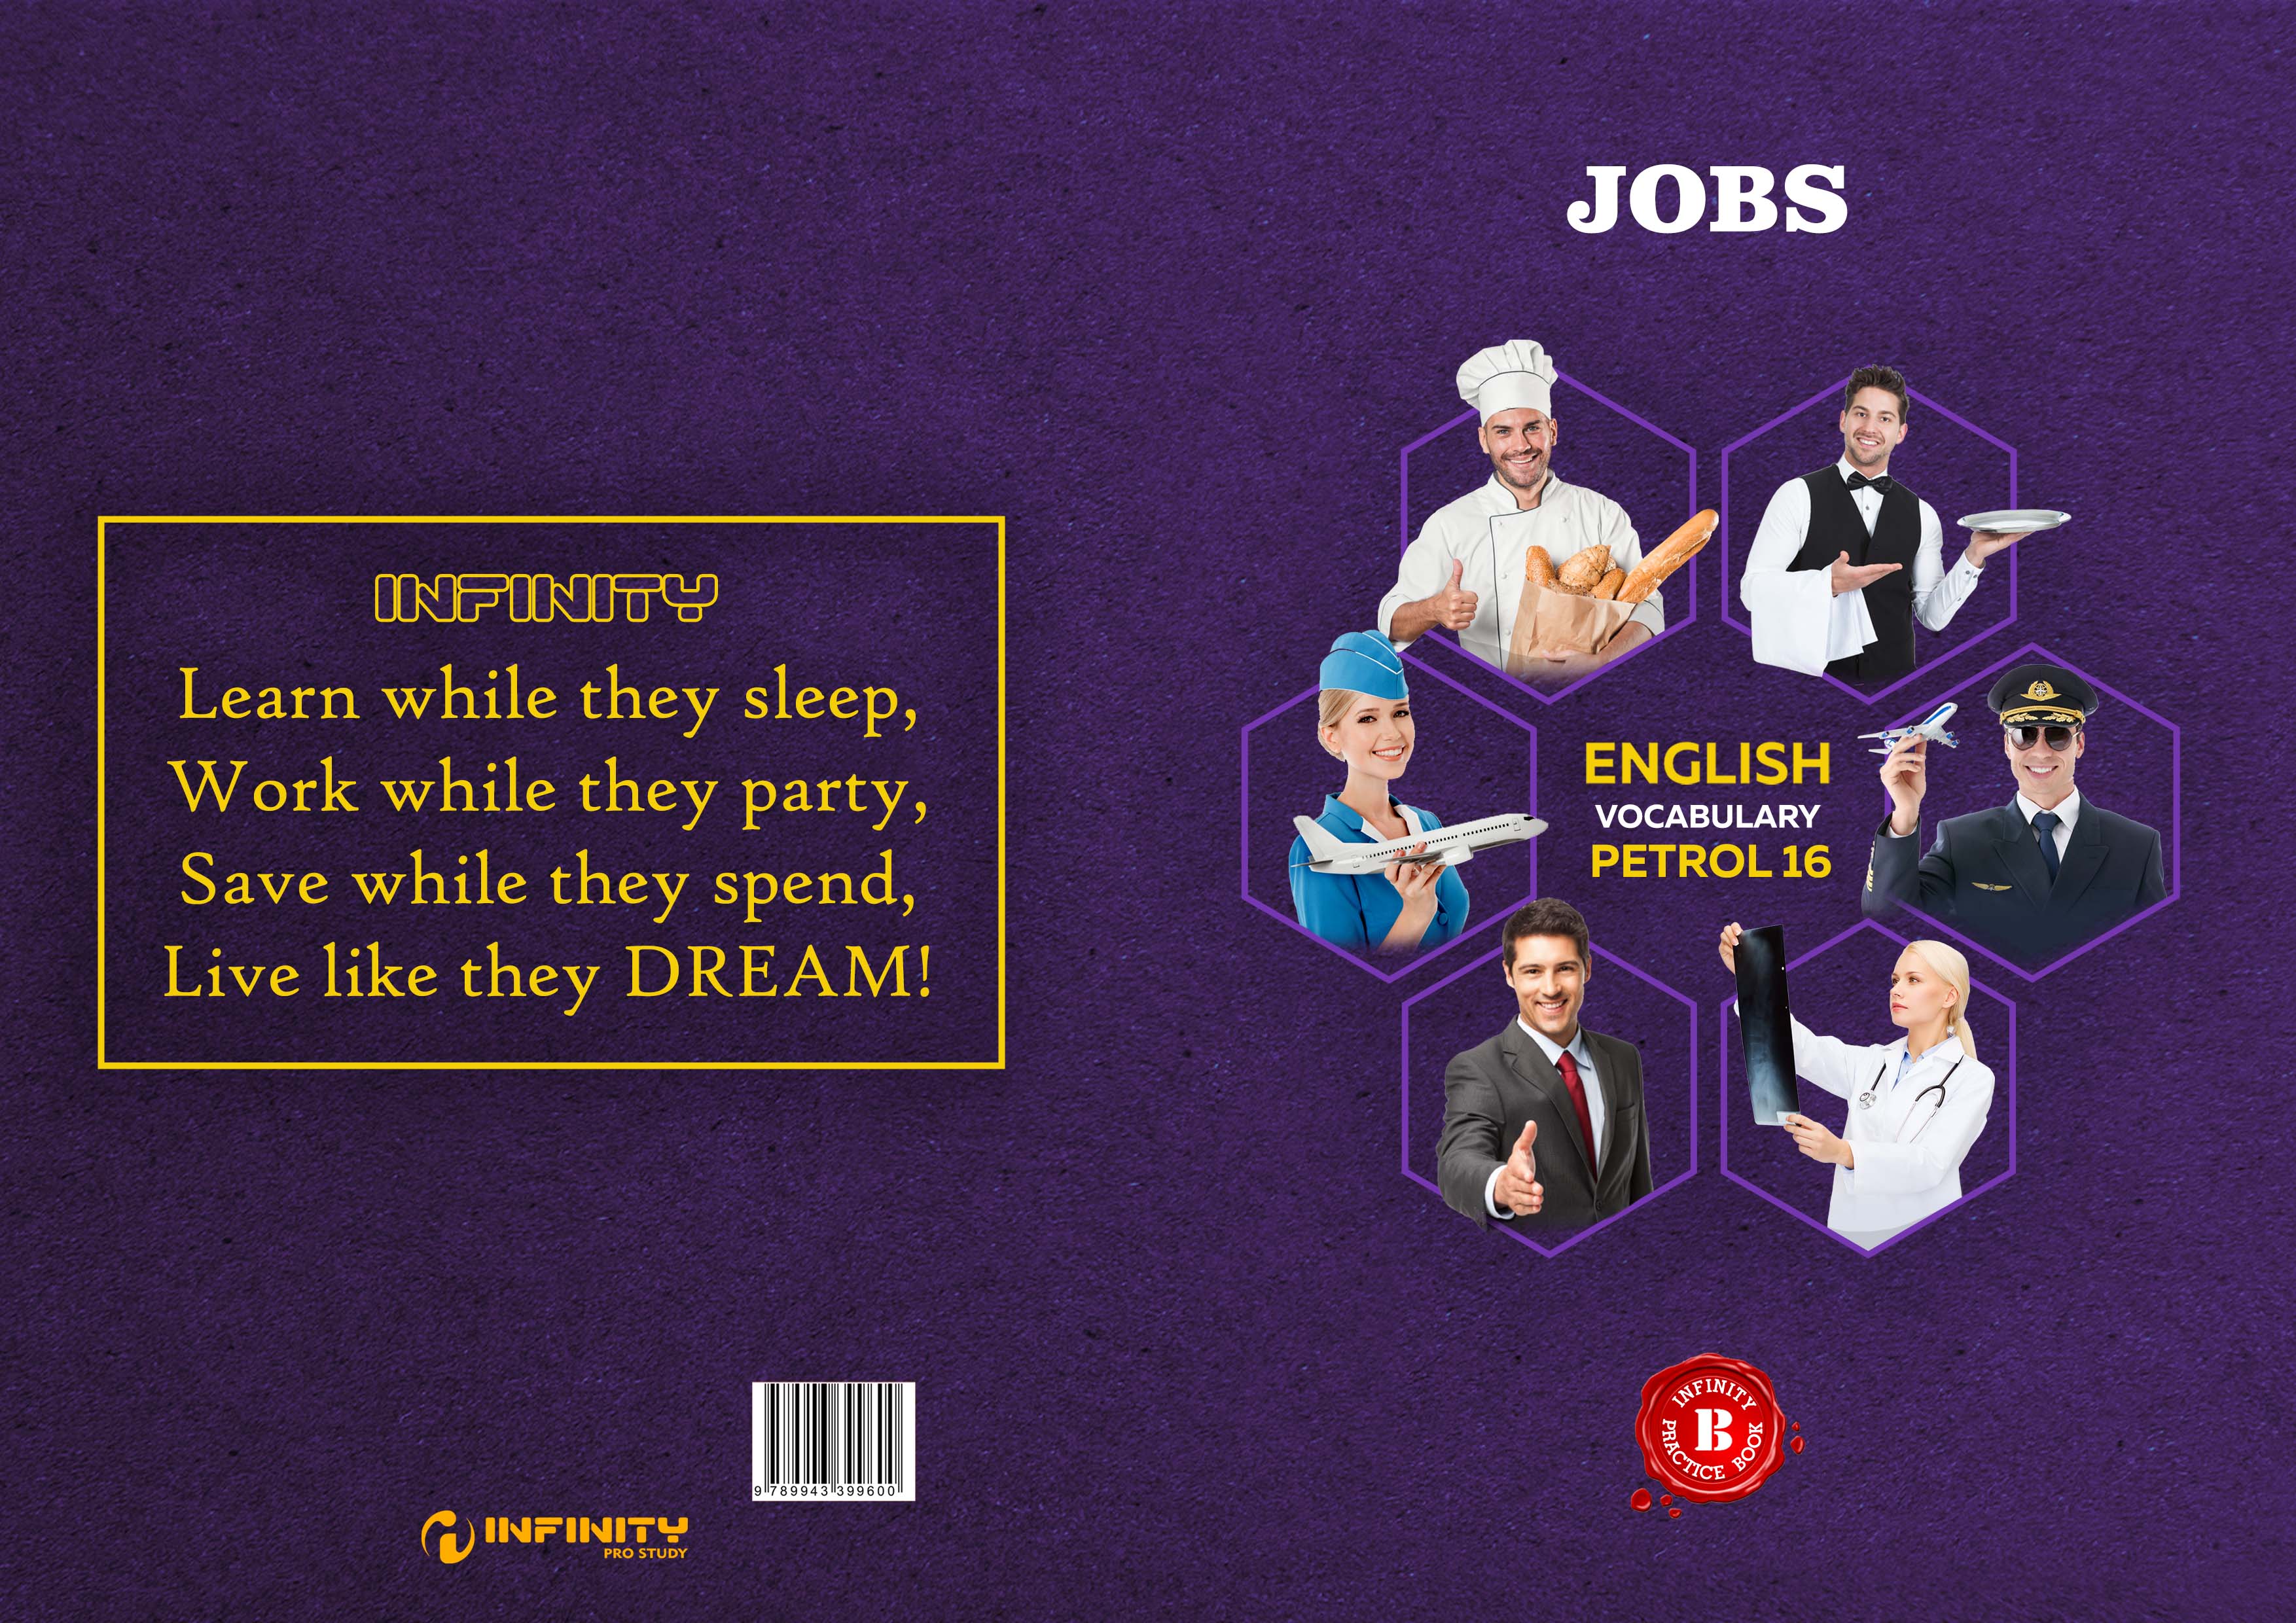 INFINITY
Learn while they sleep,
Work while they party,
Save while they spend,
Live like they DREAM!
9 789943 399600
INFINITY
PRO STUDY
JOBS
ENGLISH
VOCABULARY
PETROL 16
INFINITY
B
PRACTICE BOOK